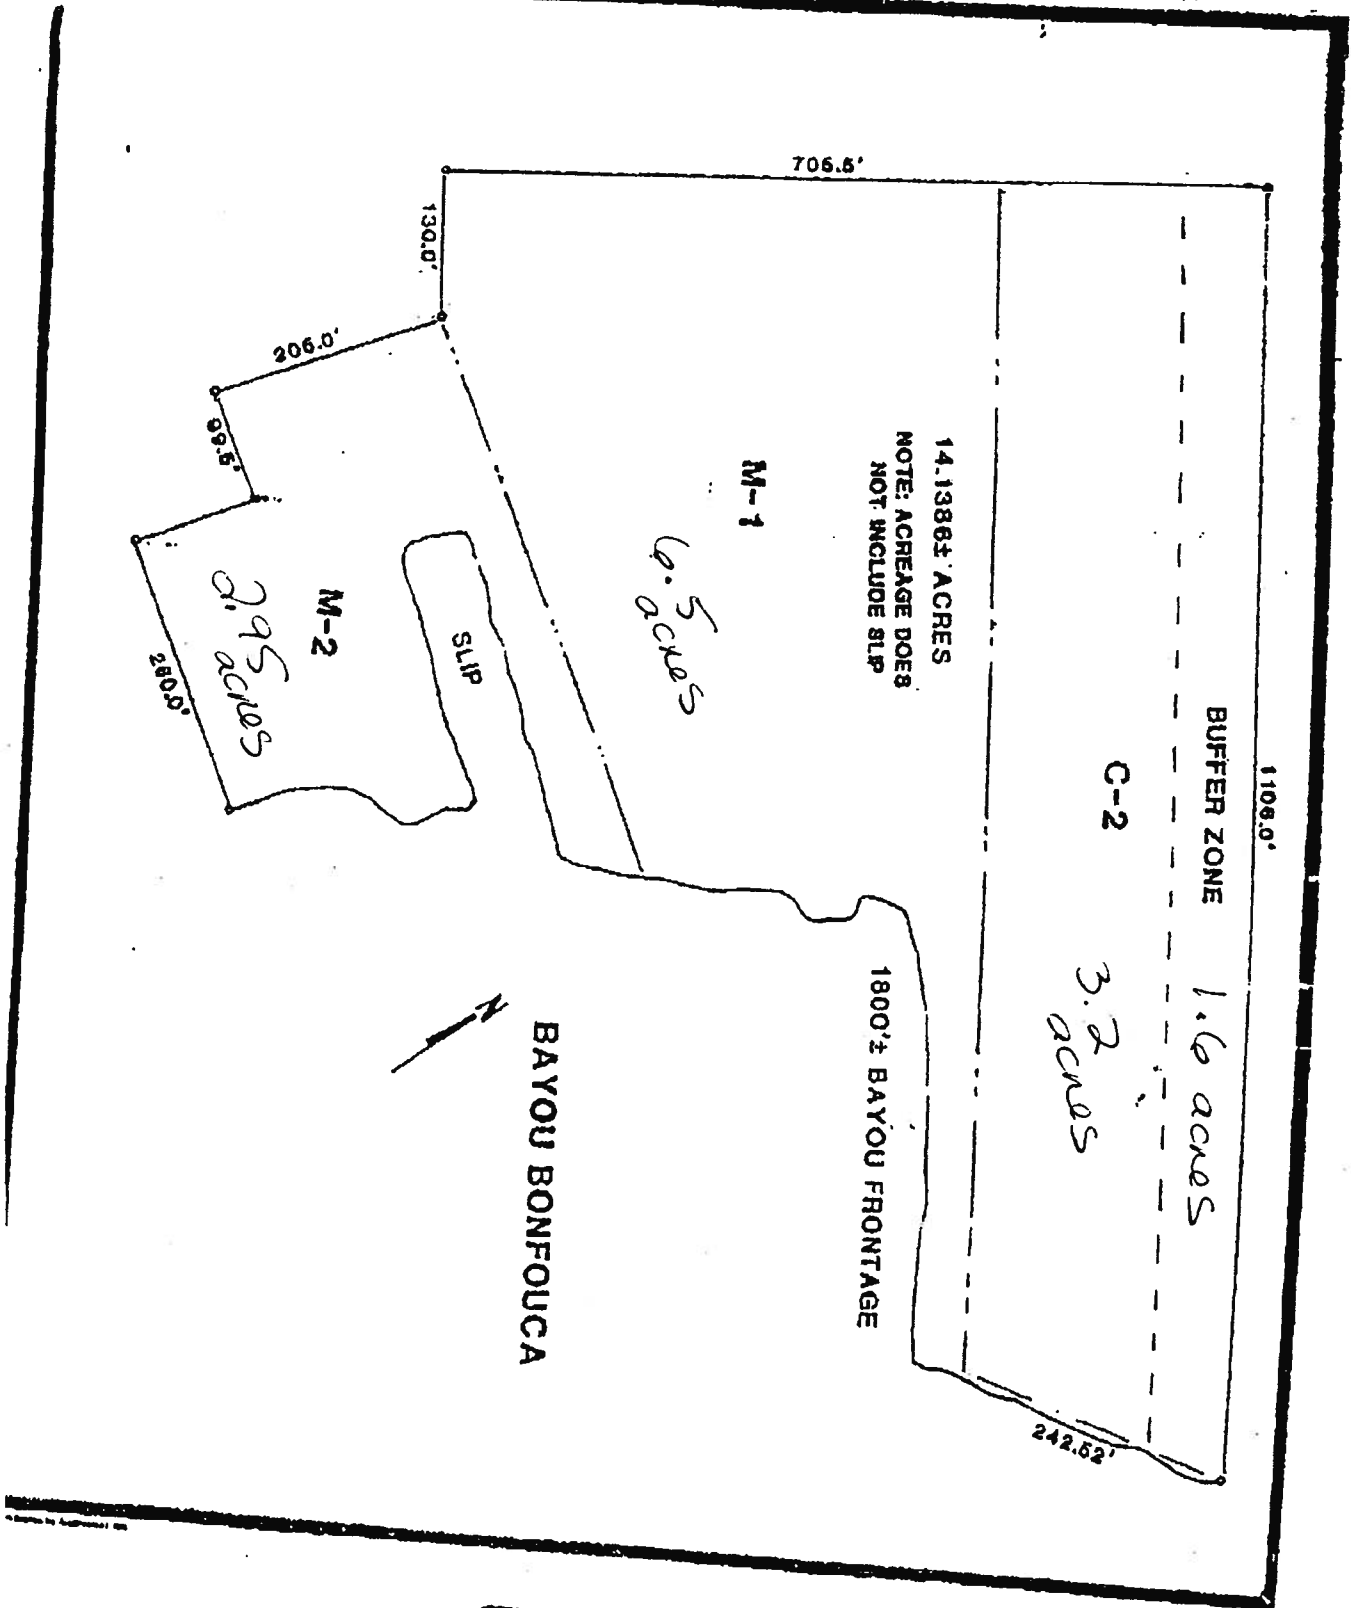 1106.0'
BUFFER ZONE 1.6 acres
C-2
3.2
acres
706.5'
14.1386± ACRES
NOTE: ACREAGE DOES
NOT INCLUDE SLIP
1800'± BAYOU FRONTAGE
242.52'
M-1
6.5
acres
130.0'
BAYOU BONFOUCA
N
SLIP
206.0'
M-2
2.95
acres
99.5'